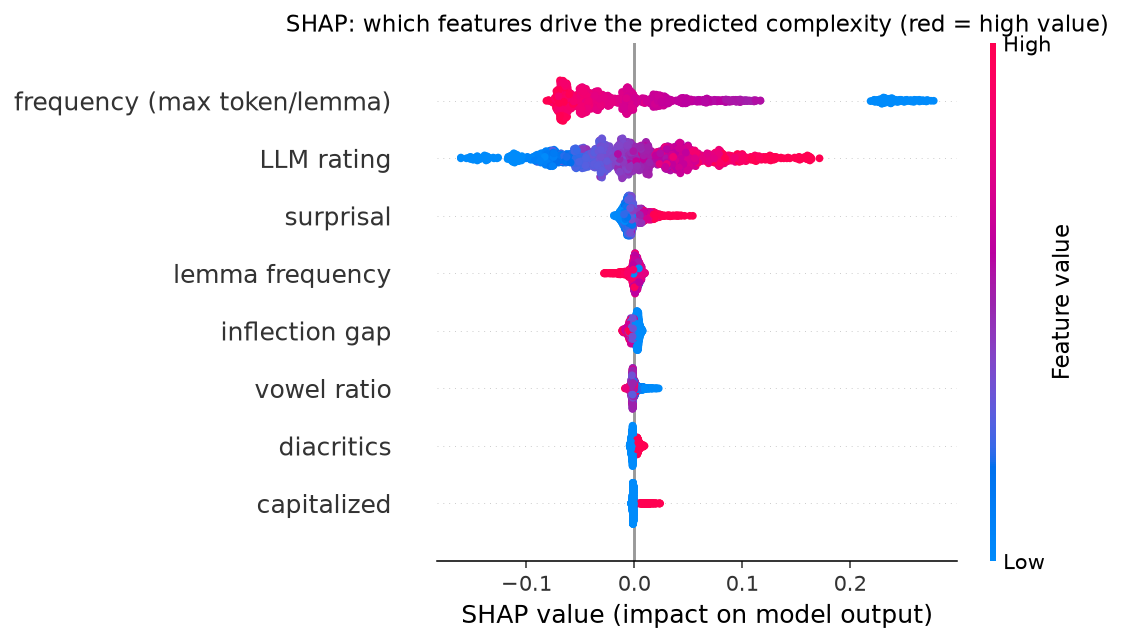 SHAP: which features drive the predicted complexity (red = high value)
High
frequency (max token/lemma)
LLM rating
surprisal
lemma frequency
inflection gap
vowel ratio
diacritics
capitalized
Feature value
Low
−0.1 0.0 0.1 0.2
SHAP value (impact on model output)